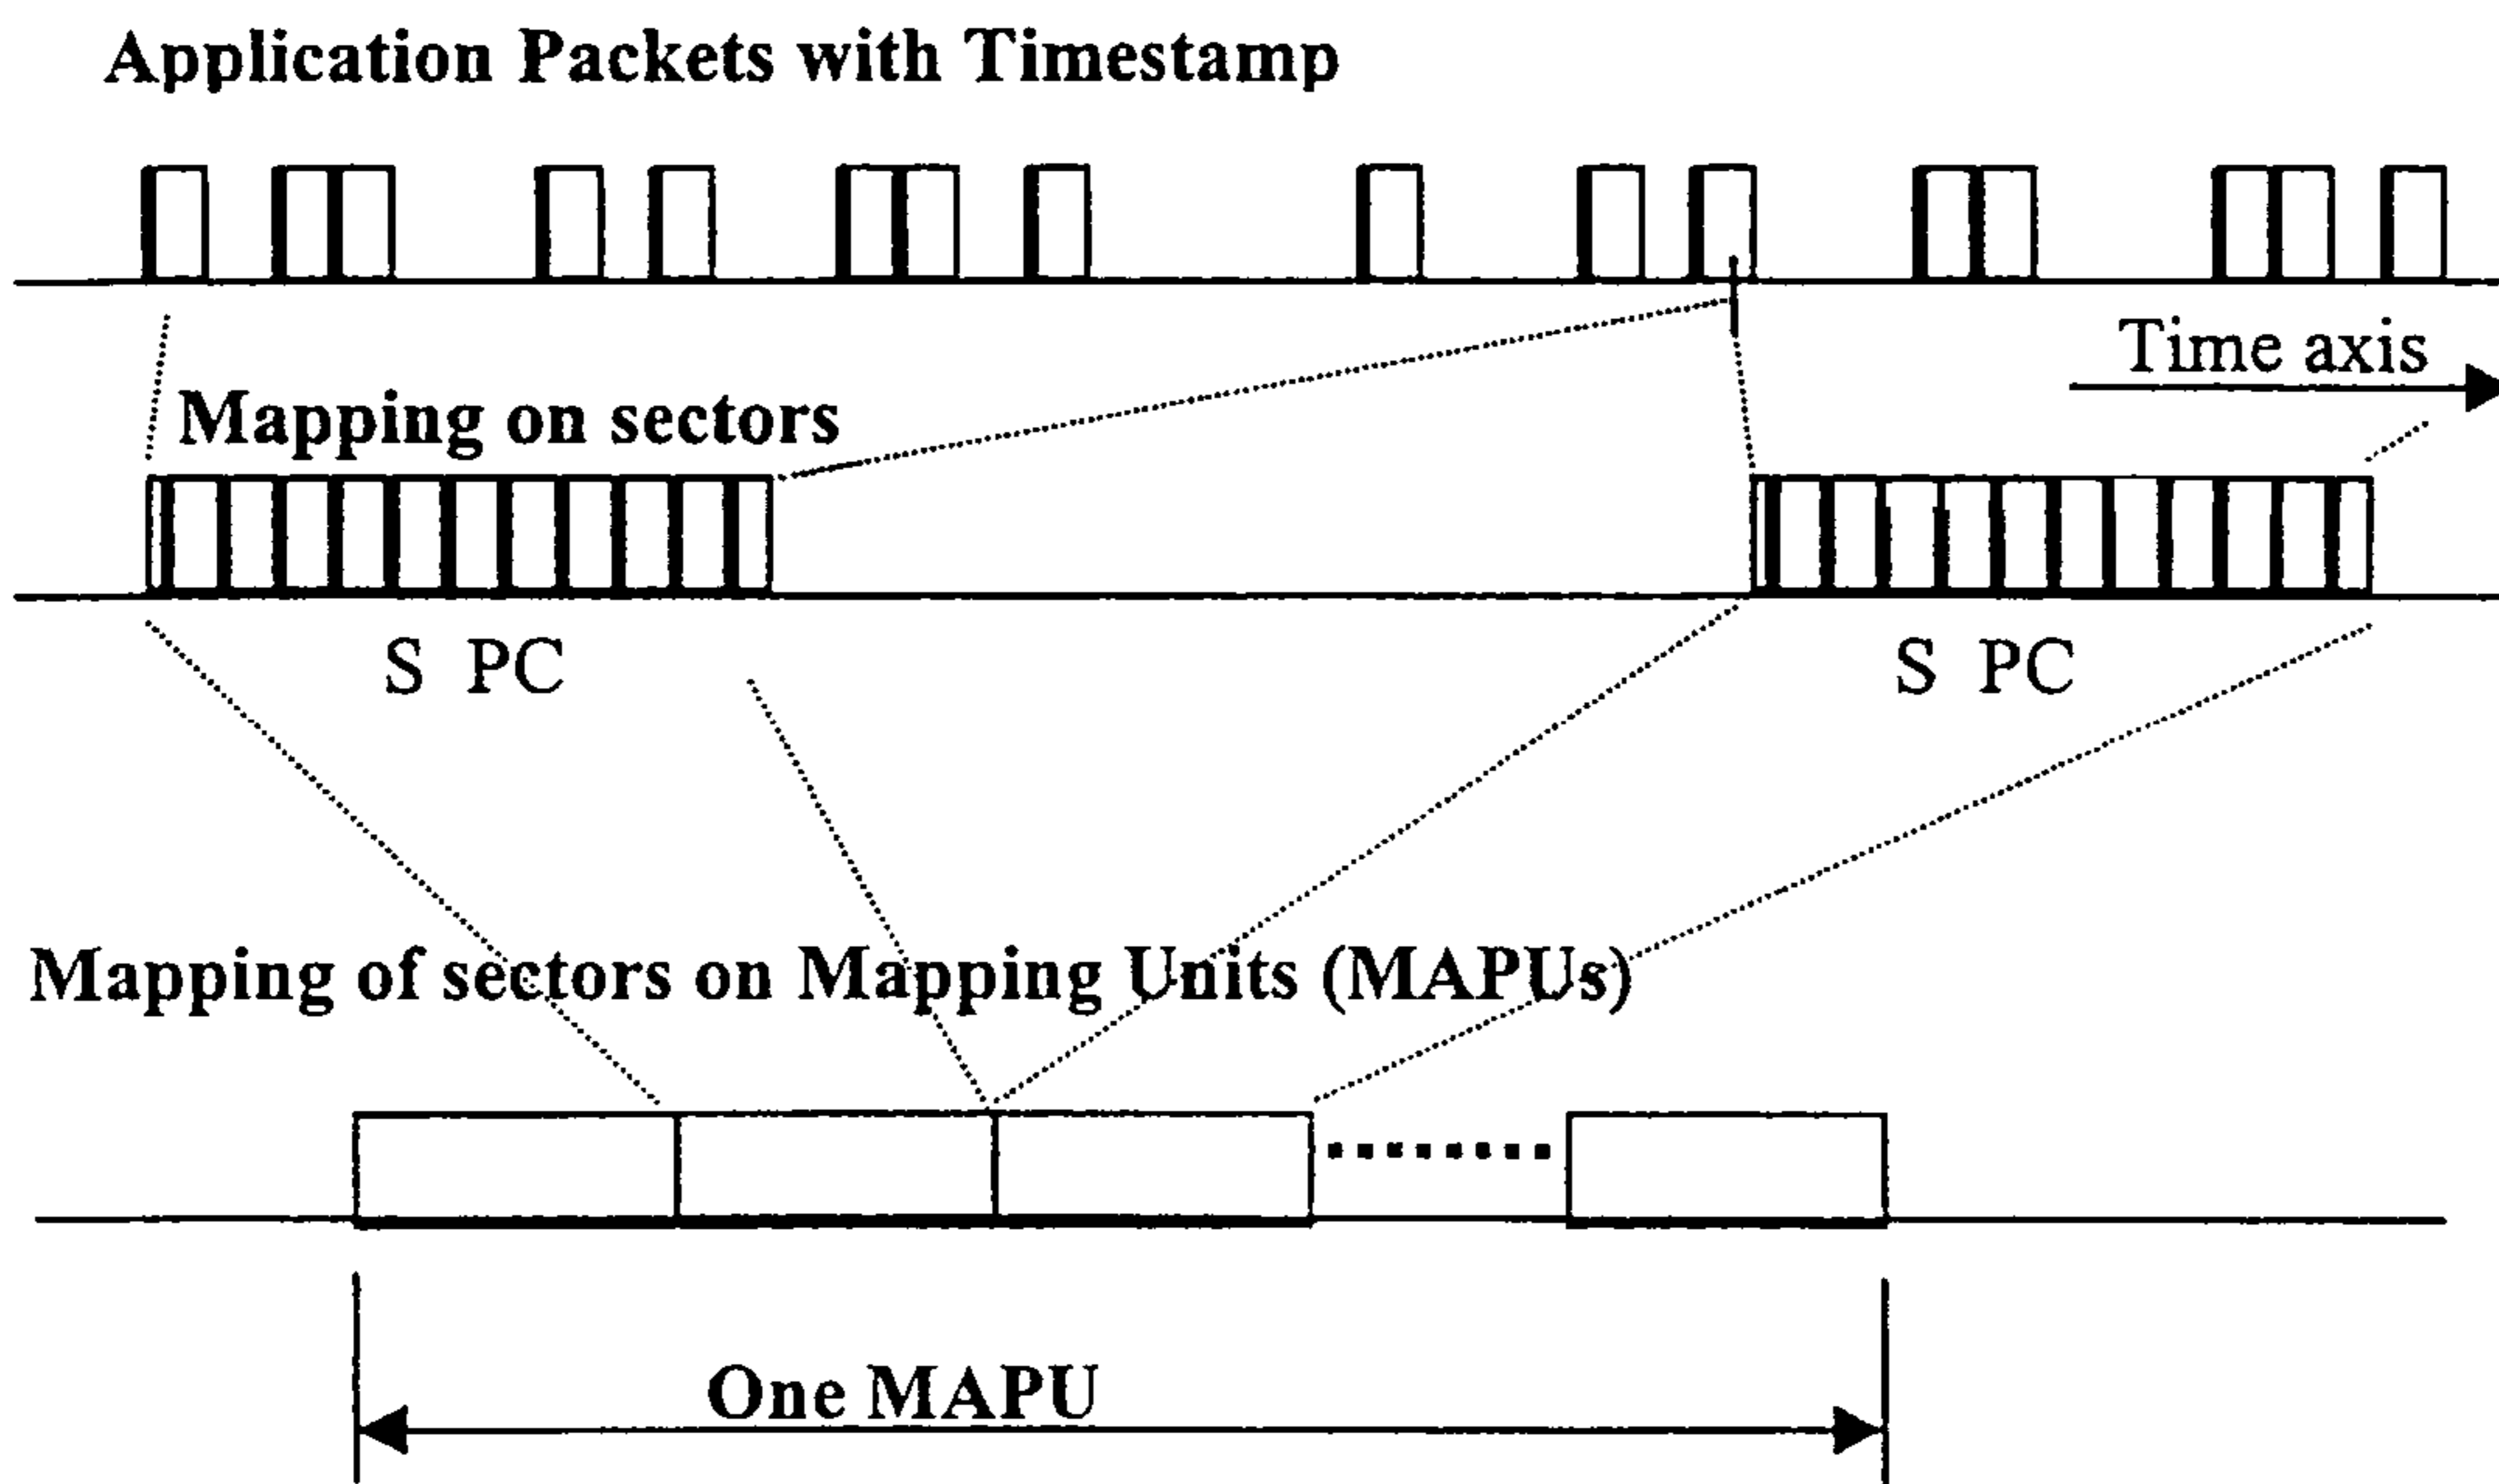 Application Packets with Timestamp
Time axis
Mapping on sectors
S PC
S PC
Mapping of sectors on Mapping Units (MAPUs)
One MAPU